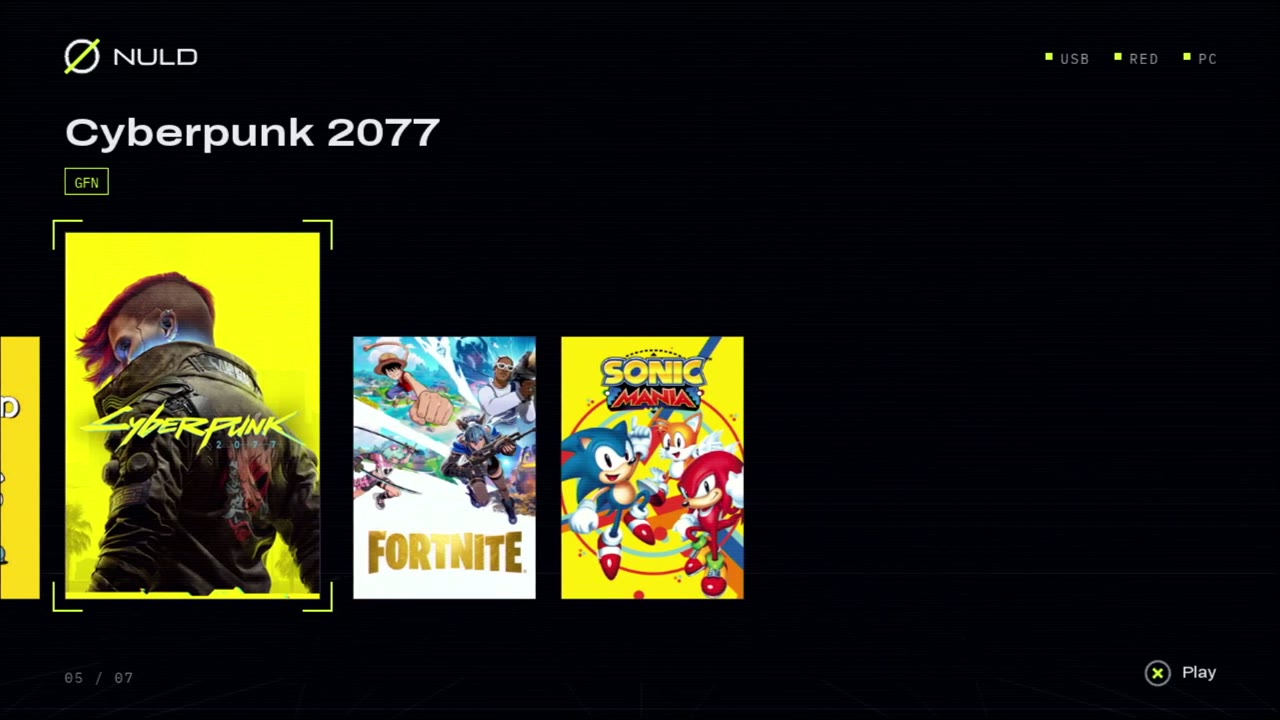 NULD
USB RED PC
Cyberpunk 2077
GFN
Cyberpunk
2077
FORTNITE
SONIC
MANIA
05 / 07
Play